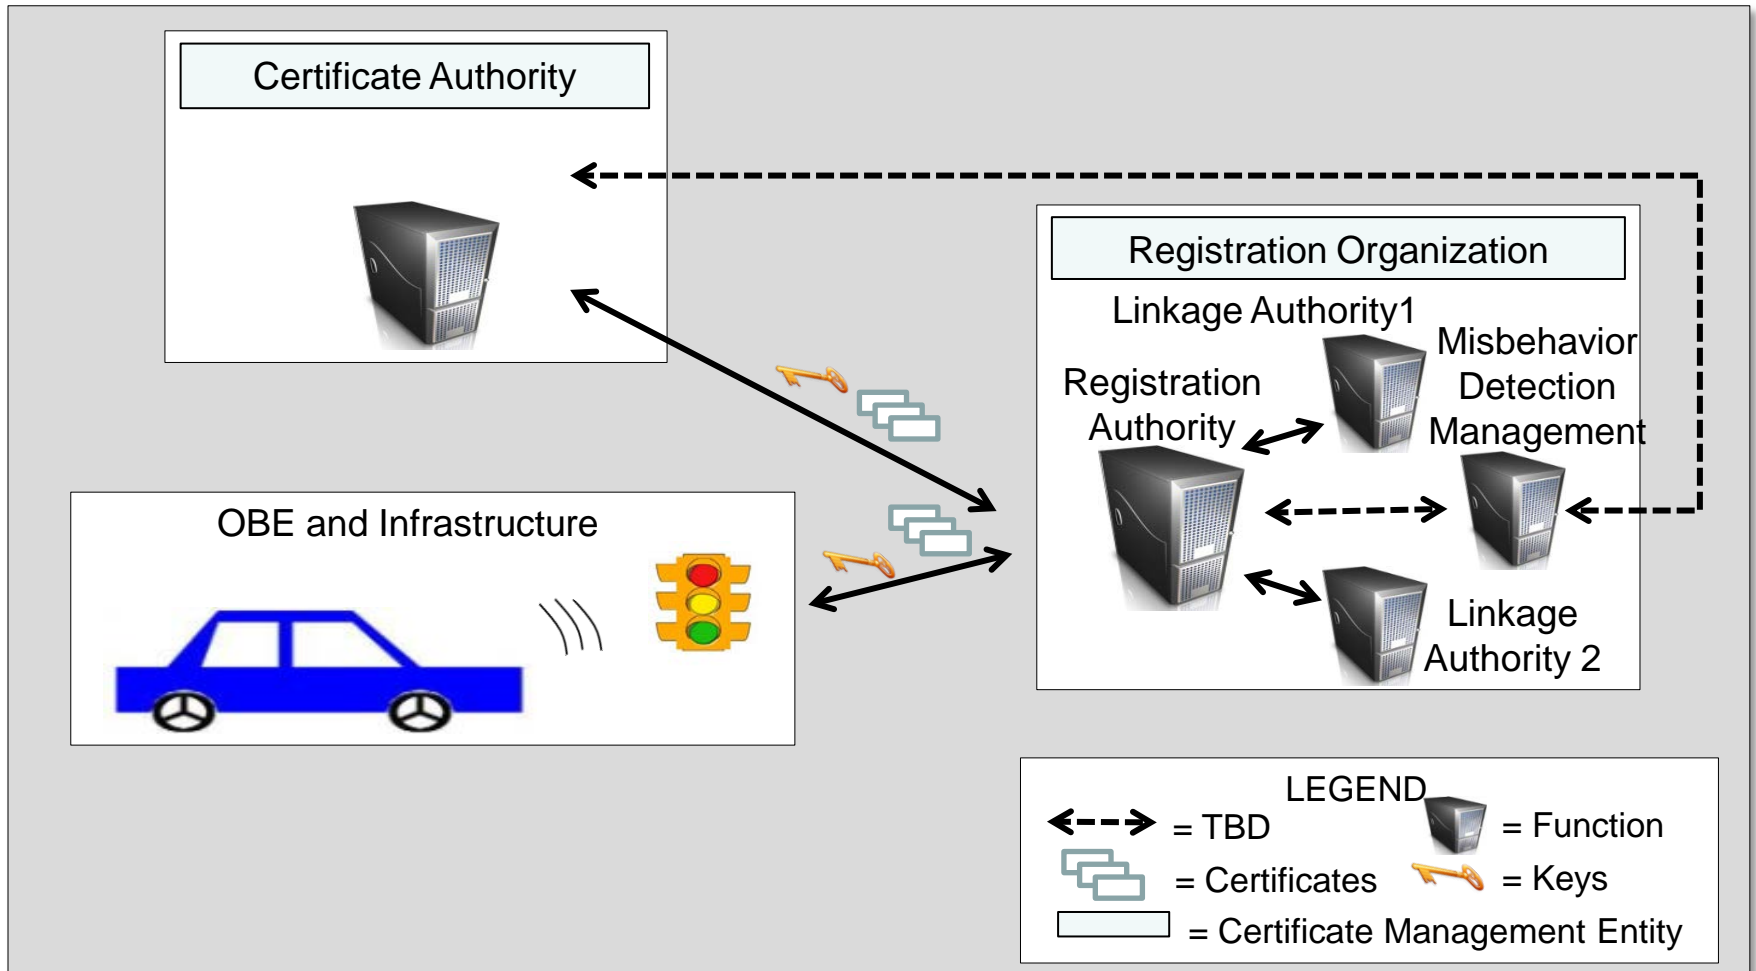 Certificate Authority
Registration Organization
Linkage Authority1
Misbehavior
Detection
Management
Registration
Authority
OBE and Infrastructure
Linkage
Authority 2
LEGEND
= TBD
= Function
= Certificates
= Keys
= Certificate Management Entity